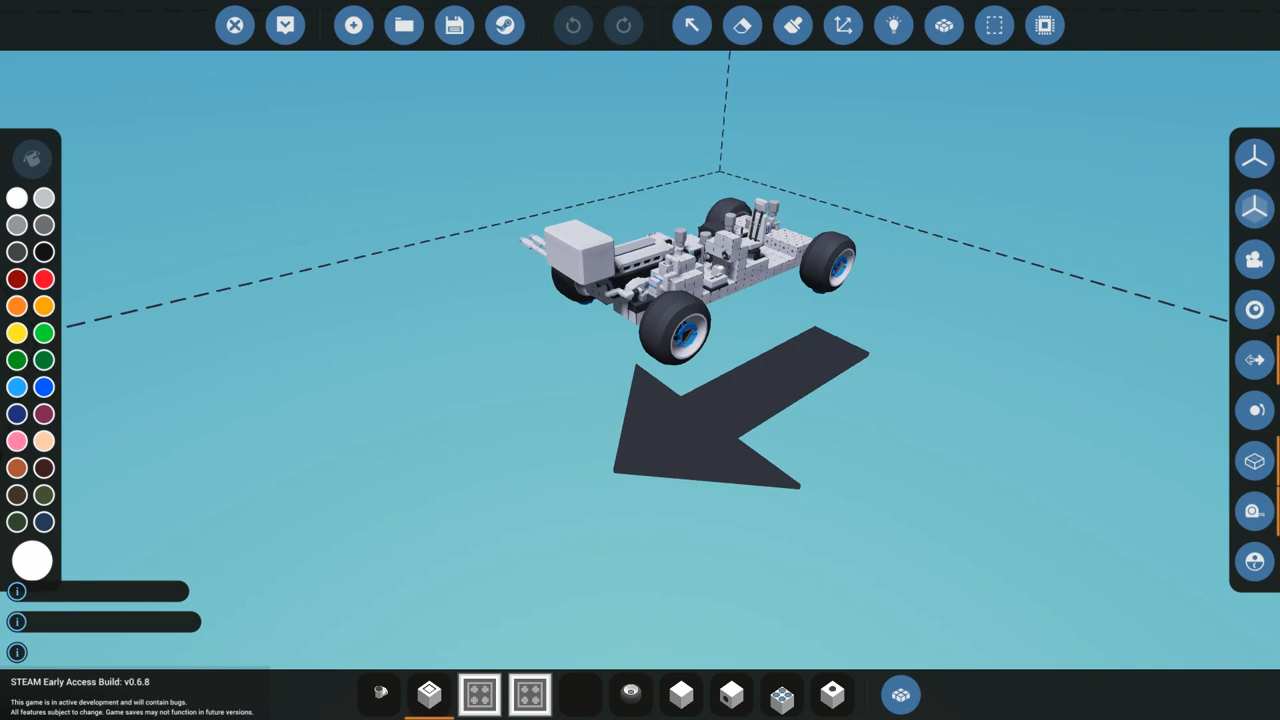 STEAM Early Access Build: v0.6.8
This game is in active development and will contain bugs.
All features subject to change. Game saves may not function in future versions.